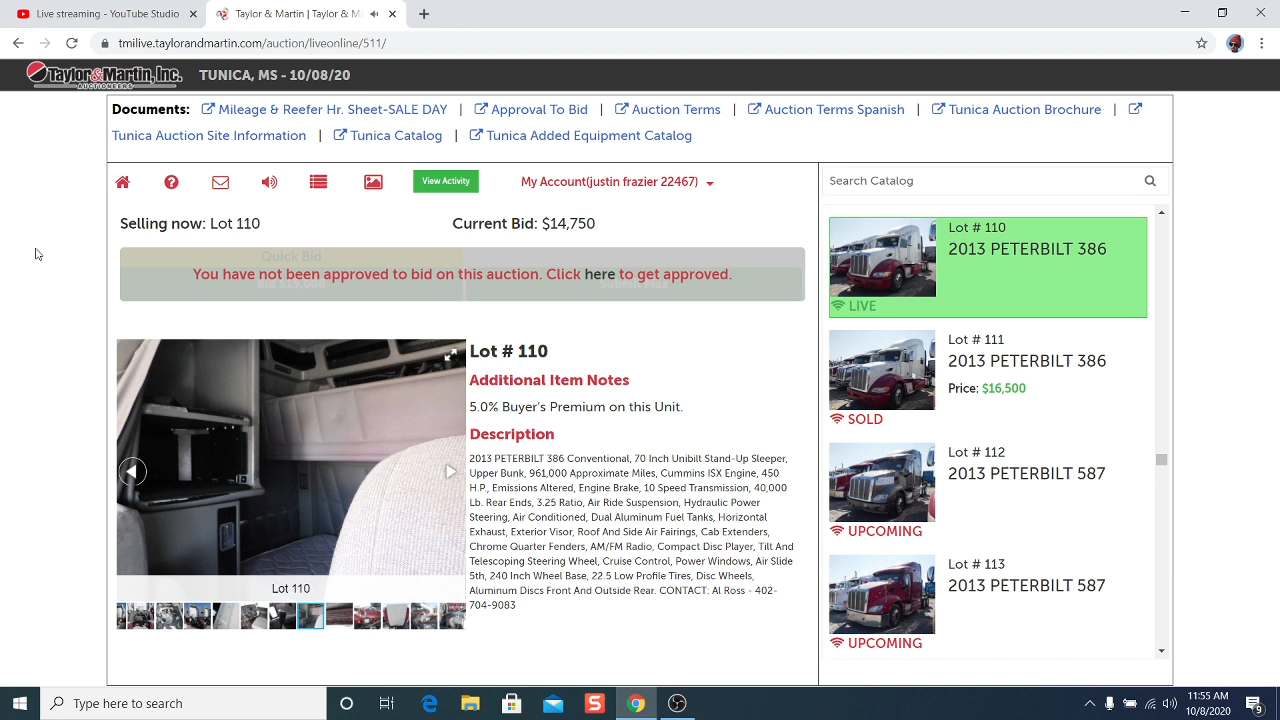 Live streaming - YouTube Studio
Taylor & Martin | Taylor & M
tmlive.taylorandmartin.com/auction/liveonline/511/
Taylor & Martin, Inc.
AUCTIONEERS
TUNICA, MS - 10/08/20
Documents: Mileage & Reefer Hr. Sheet-SALE DAY | Approval To Bid | Auction Terms | Auction Terms Spanish | Tunica Auction Brochure |
Tunica Auction Site Information | Tunica Catalog | Tunica Added Equipment Catalog
View Activity
My Account(justin frazier 22467)
Search Catalog
Selling now: Lot 110
Current Bid: $14,750
Quick Bid
You have not been approved to bid on this auction. Click here to get approved.
Bid $15,000
Submit Max
Lot 110
Lot # 110
Additional Item Notes
5.0% Buyer's Premium on this Unit.
Description
2013 PETERBILT 386 Conventional, 70 Inch Unibilt Stand-Up Sleeper,
Upper Bunk, 961,000 Approximate Miles, Cummins ISX Engine, 450
H.P., Emissions Altered, Engine Brake, 10 Speed Transmission, 40,000
Lb. Rear Ends, 3.25 Ratio, Air Ride Suspension, Hydraulic Power
Steering, Air Conditioned, Dual Aluminum Fuel Tanks, Horizontal
Exhaust, Exterior Visor, Roof And Side Air Fairings, Cab Extenders,
Chrome Quarter Fenders, AM/FM Radio, Compact Disc Player, Tilt And
Telescoping Steering Wheel, Cruise Control, Power Windows, Air Slide
5th, 240 Inch Wheel Base, 22.5 Low Profile Tires, Disc Wheels,
Aluminum Discs Front And Outside Rear. CONTACT: Al Ross - 402-
704-9083
Lot # 110
2013 PETERBILT 386
LIVE
Lot # 111
2013 PETERBILT 386
Price: $16,500
SOLD
Lot # 112
2013 PETERBILT 587
UPCOMING
Lot # 113
2013 PETERBILT 587
UPCOMING
Type here to search
11:55 AM
10/8/2020
9